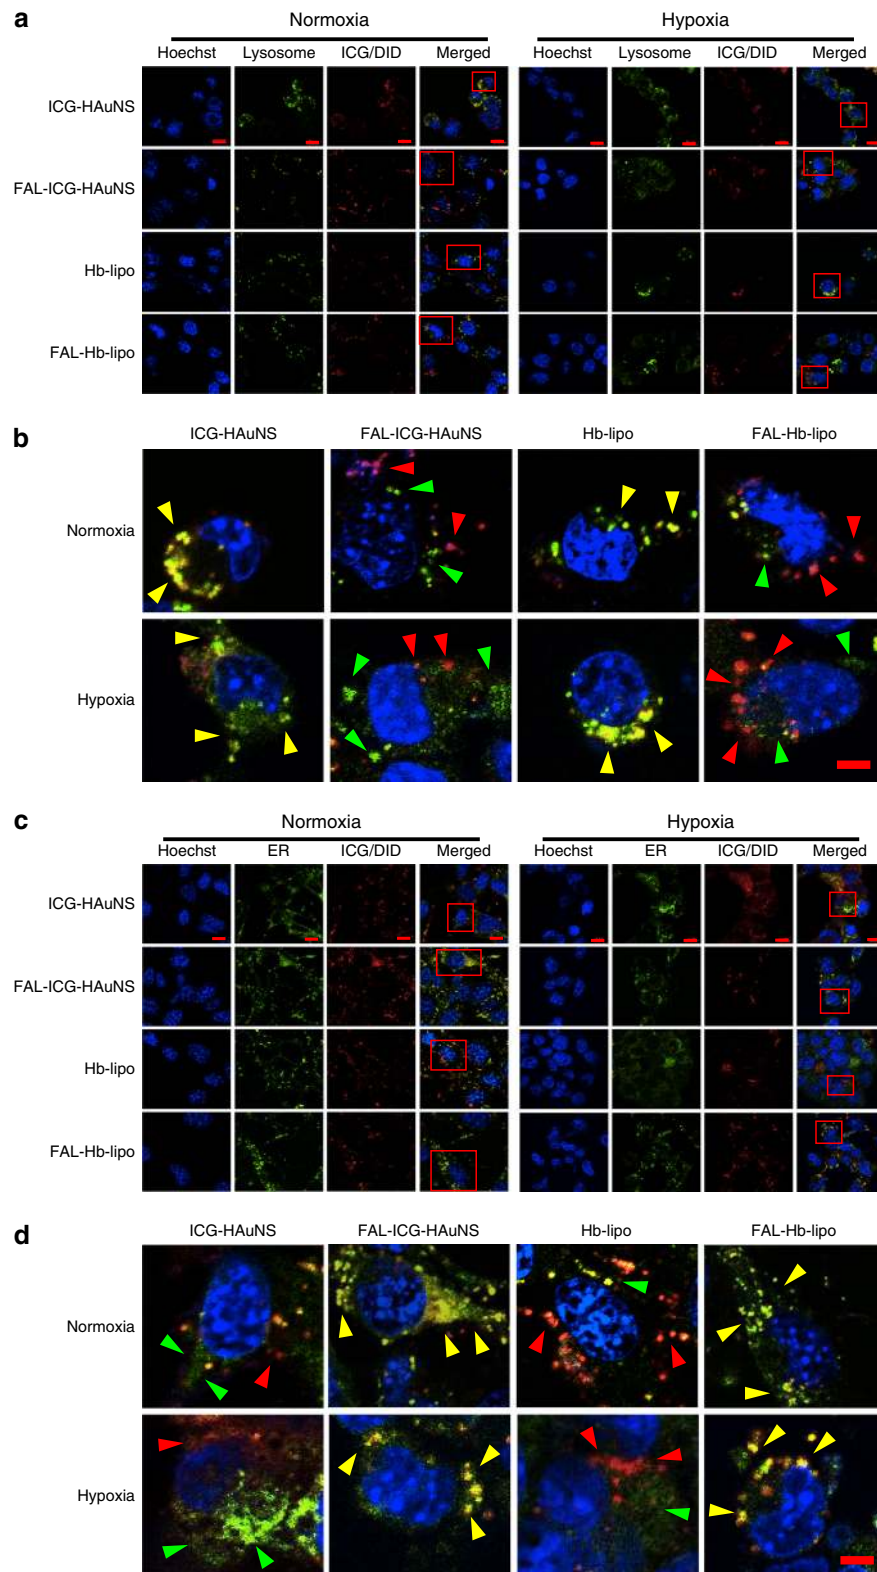 a
Normoxia Hypoxia
Hoechst Lysosome ICG/DID Merged Hoechst Lysosome ICG/DID Merged
ICG-HAuNS
FAL-ICG-HAuNS
Hb-lipo
FAL-Hb-lipo
b
ICG-HAuNS FAL-ICG-HAuNS Hb-lipo FAL-Hb-lipo
Normoxia
Hypoxia
c
Normoxia Hypoxia
Hoechst ER ICG/DID Merged Hoechst ER ICG/DID Merged
ICG-HAuNS
FAL-ICG-HAuNS
Hb-lipo
FAL-Hb-lipo
d
ICG-HAuNS FAL-ICG-HAuNS Hb-lipo FAL-Hb-lipo
Normoxia
Hypoxia